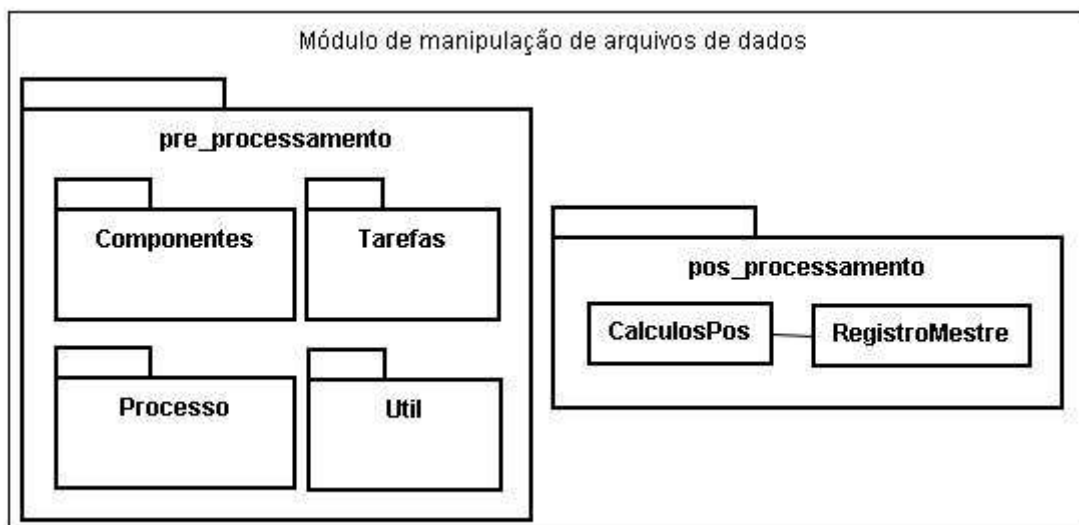 Módulo de manipulação de arquivos de dados
pre_processamento
Componentes
Tarefas
Processo
Util
pos_processamento
CalculosPos
RegistroMestre